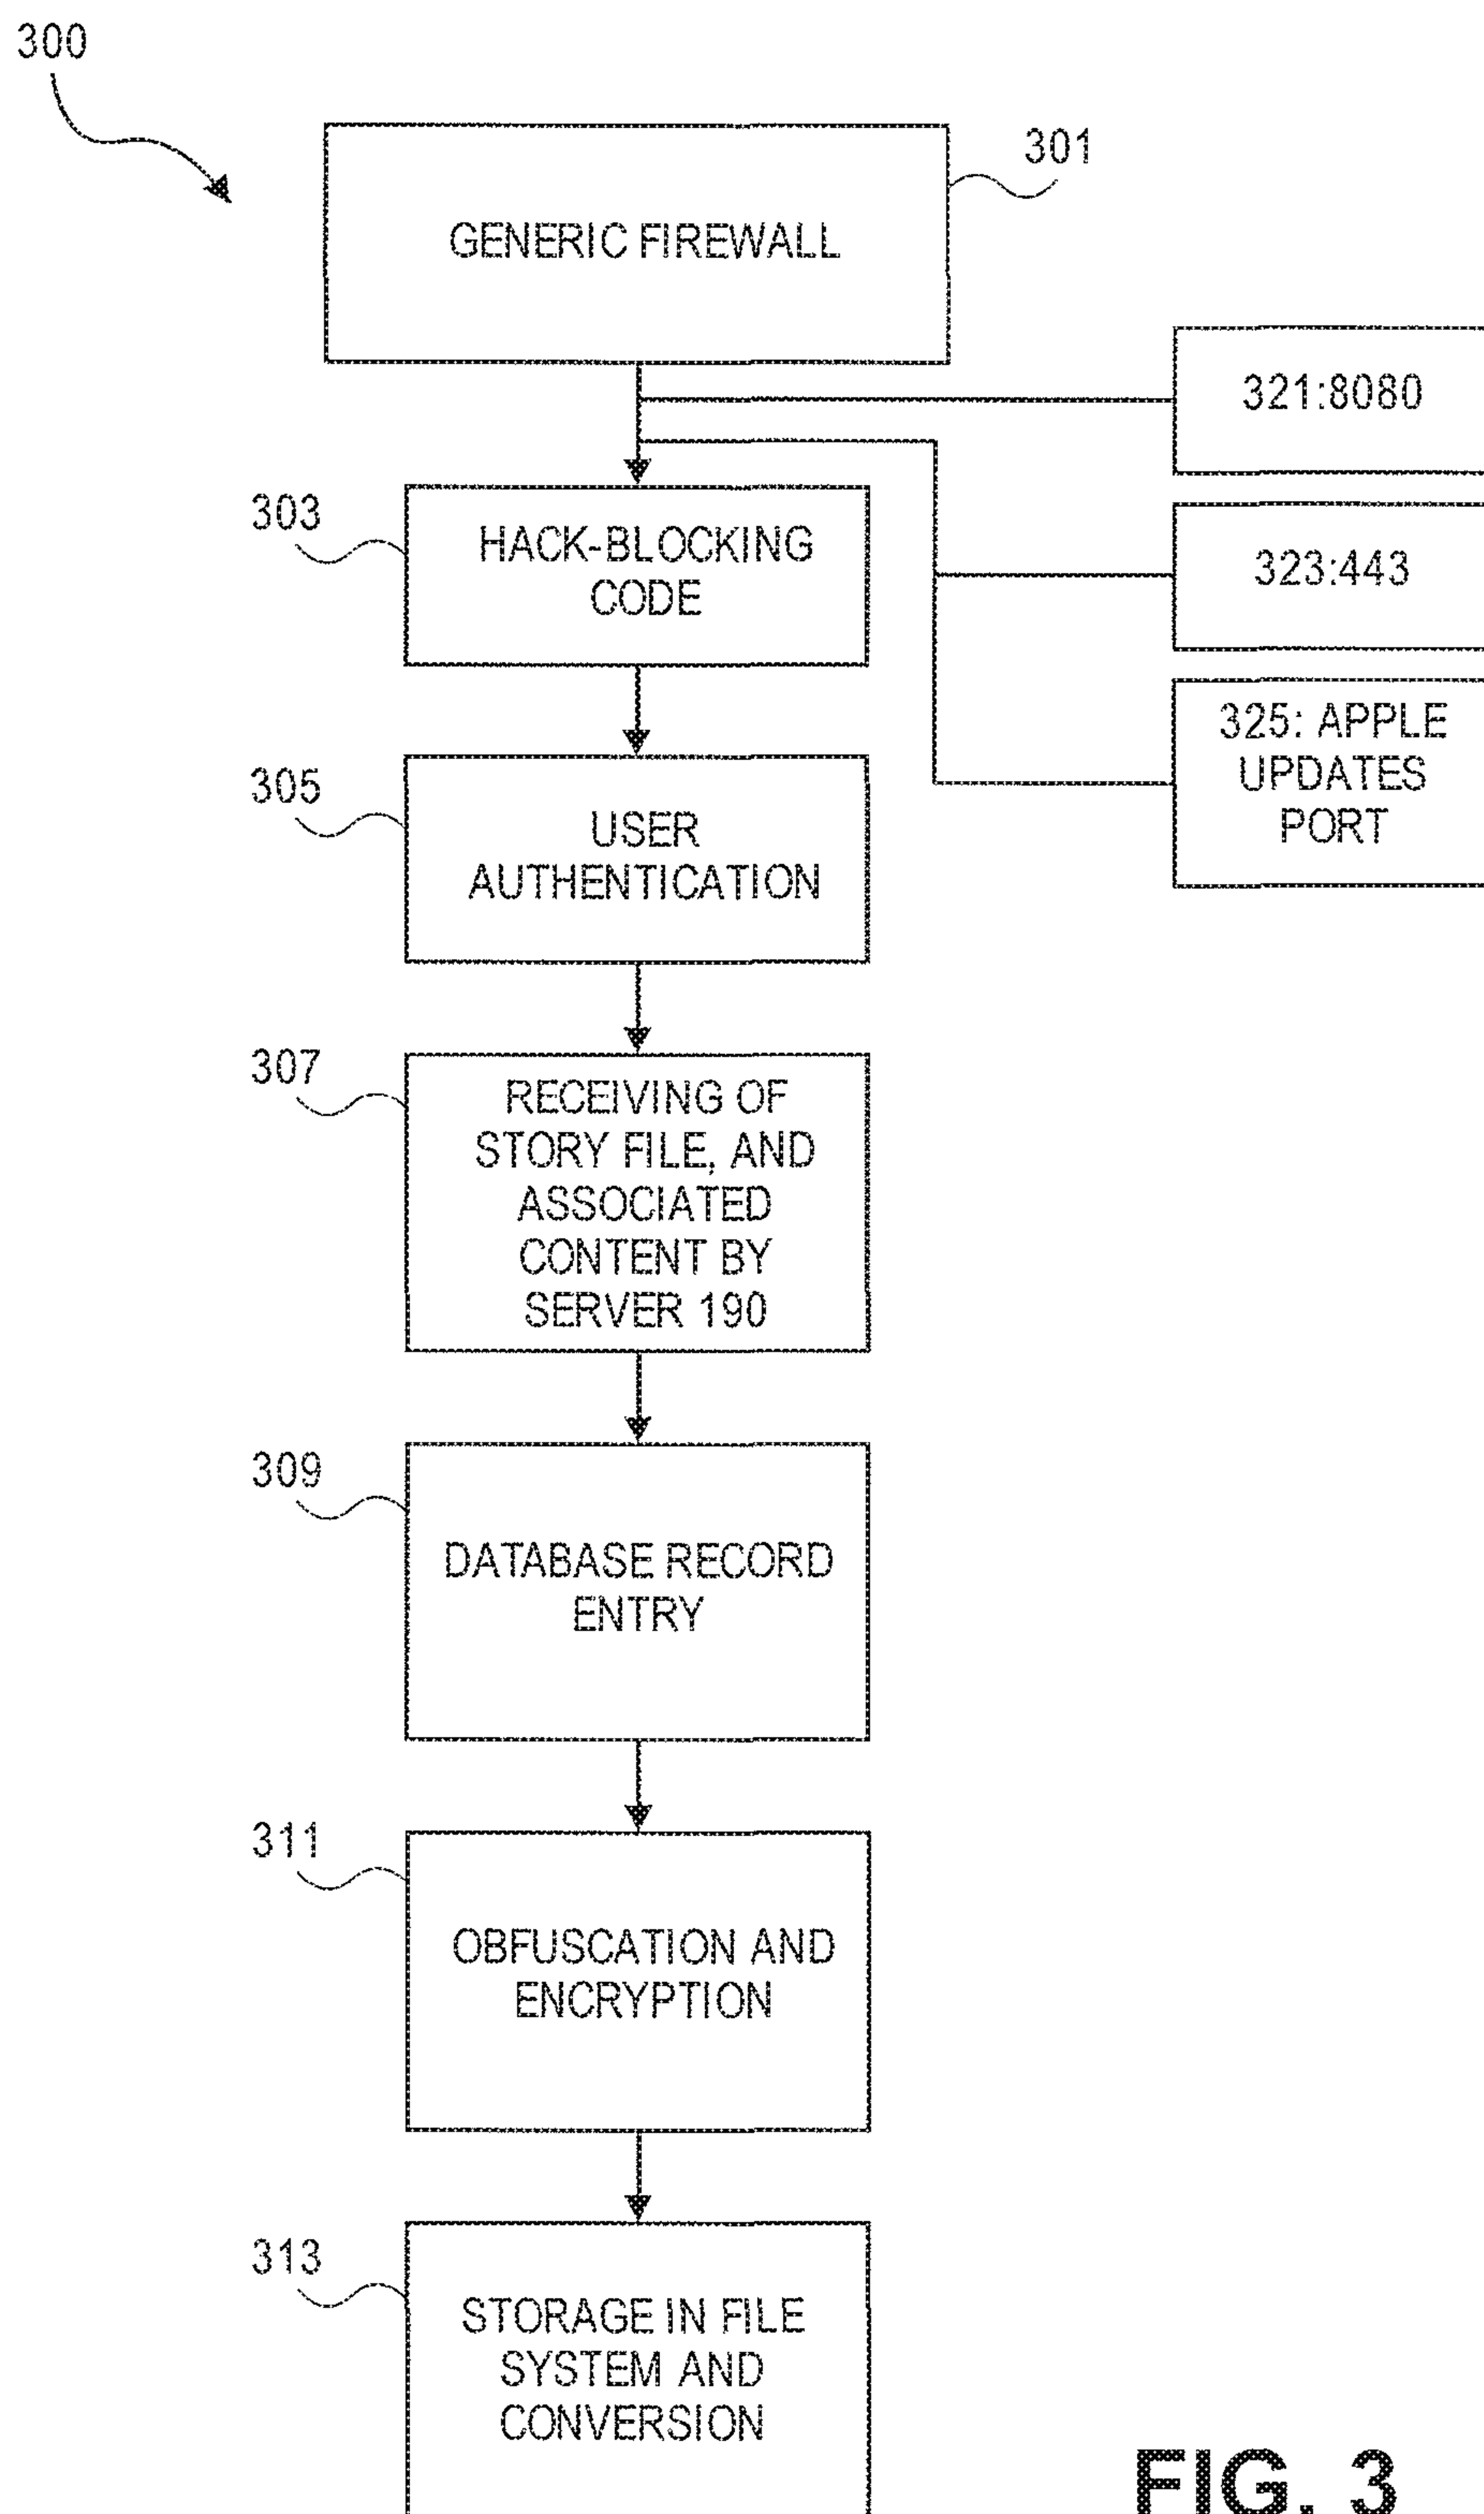 300
301
GENERIC FIREWALL
321:8080
303
HACK-BLOCKING
CODE
323:443
325: APPLE
UPDATES
PORT
305
USER
AUTHENTICATION
307
RECEIVING OF
STORY FILE, AND
ASSOCIATED
CONTENT BY
SERVER 190
309
DATABASE RECORD
ENTRY
311
OBFUSCATION AND
ENCRYPTION
313
STORAGE IN FILE
SYSTEM AND
CONVERSION
FIG. 3